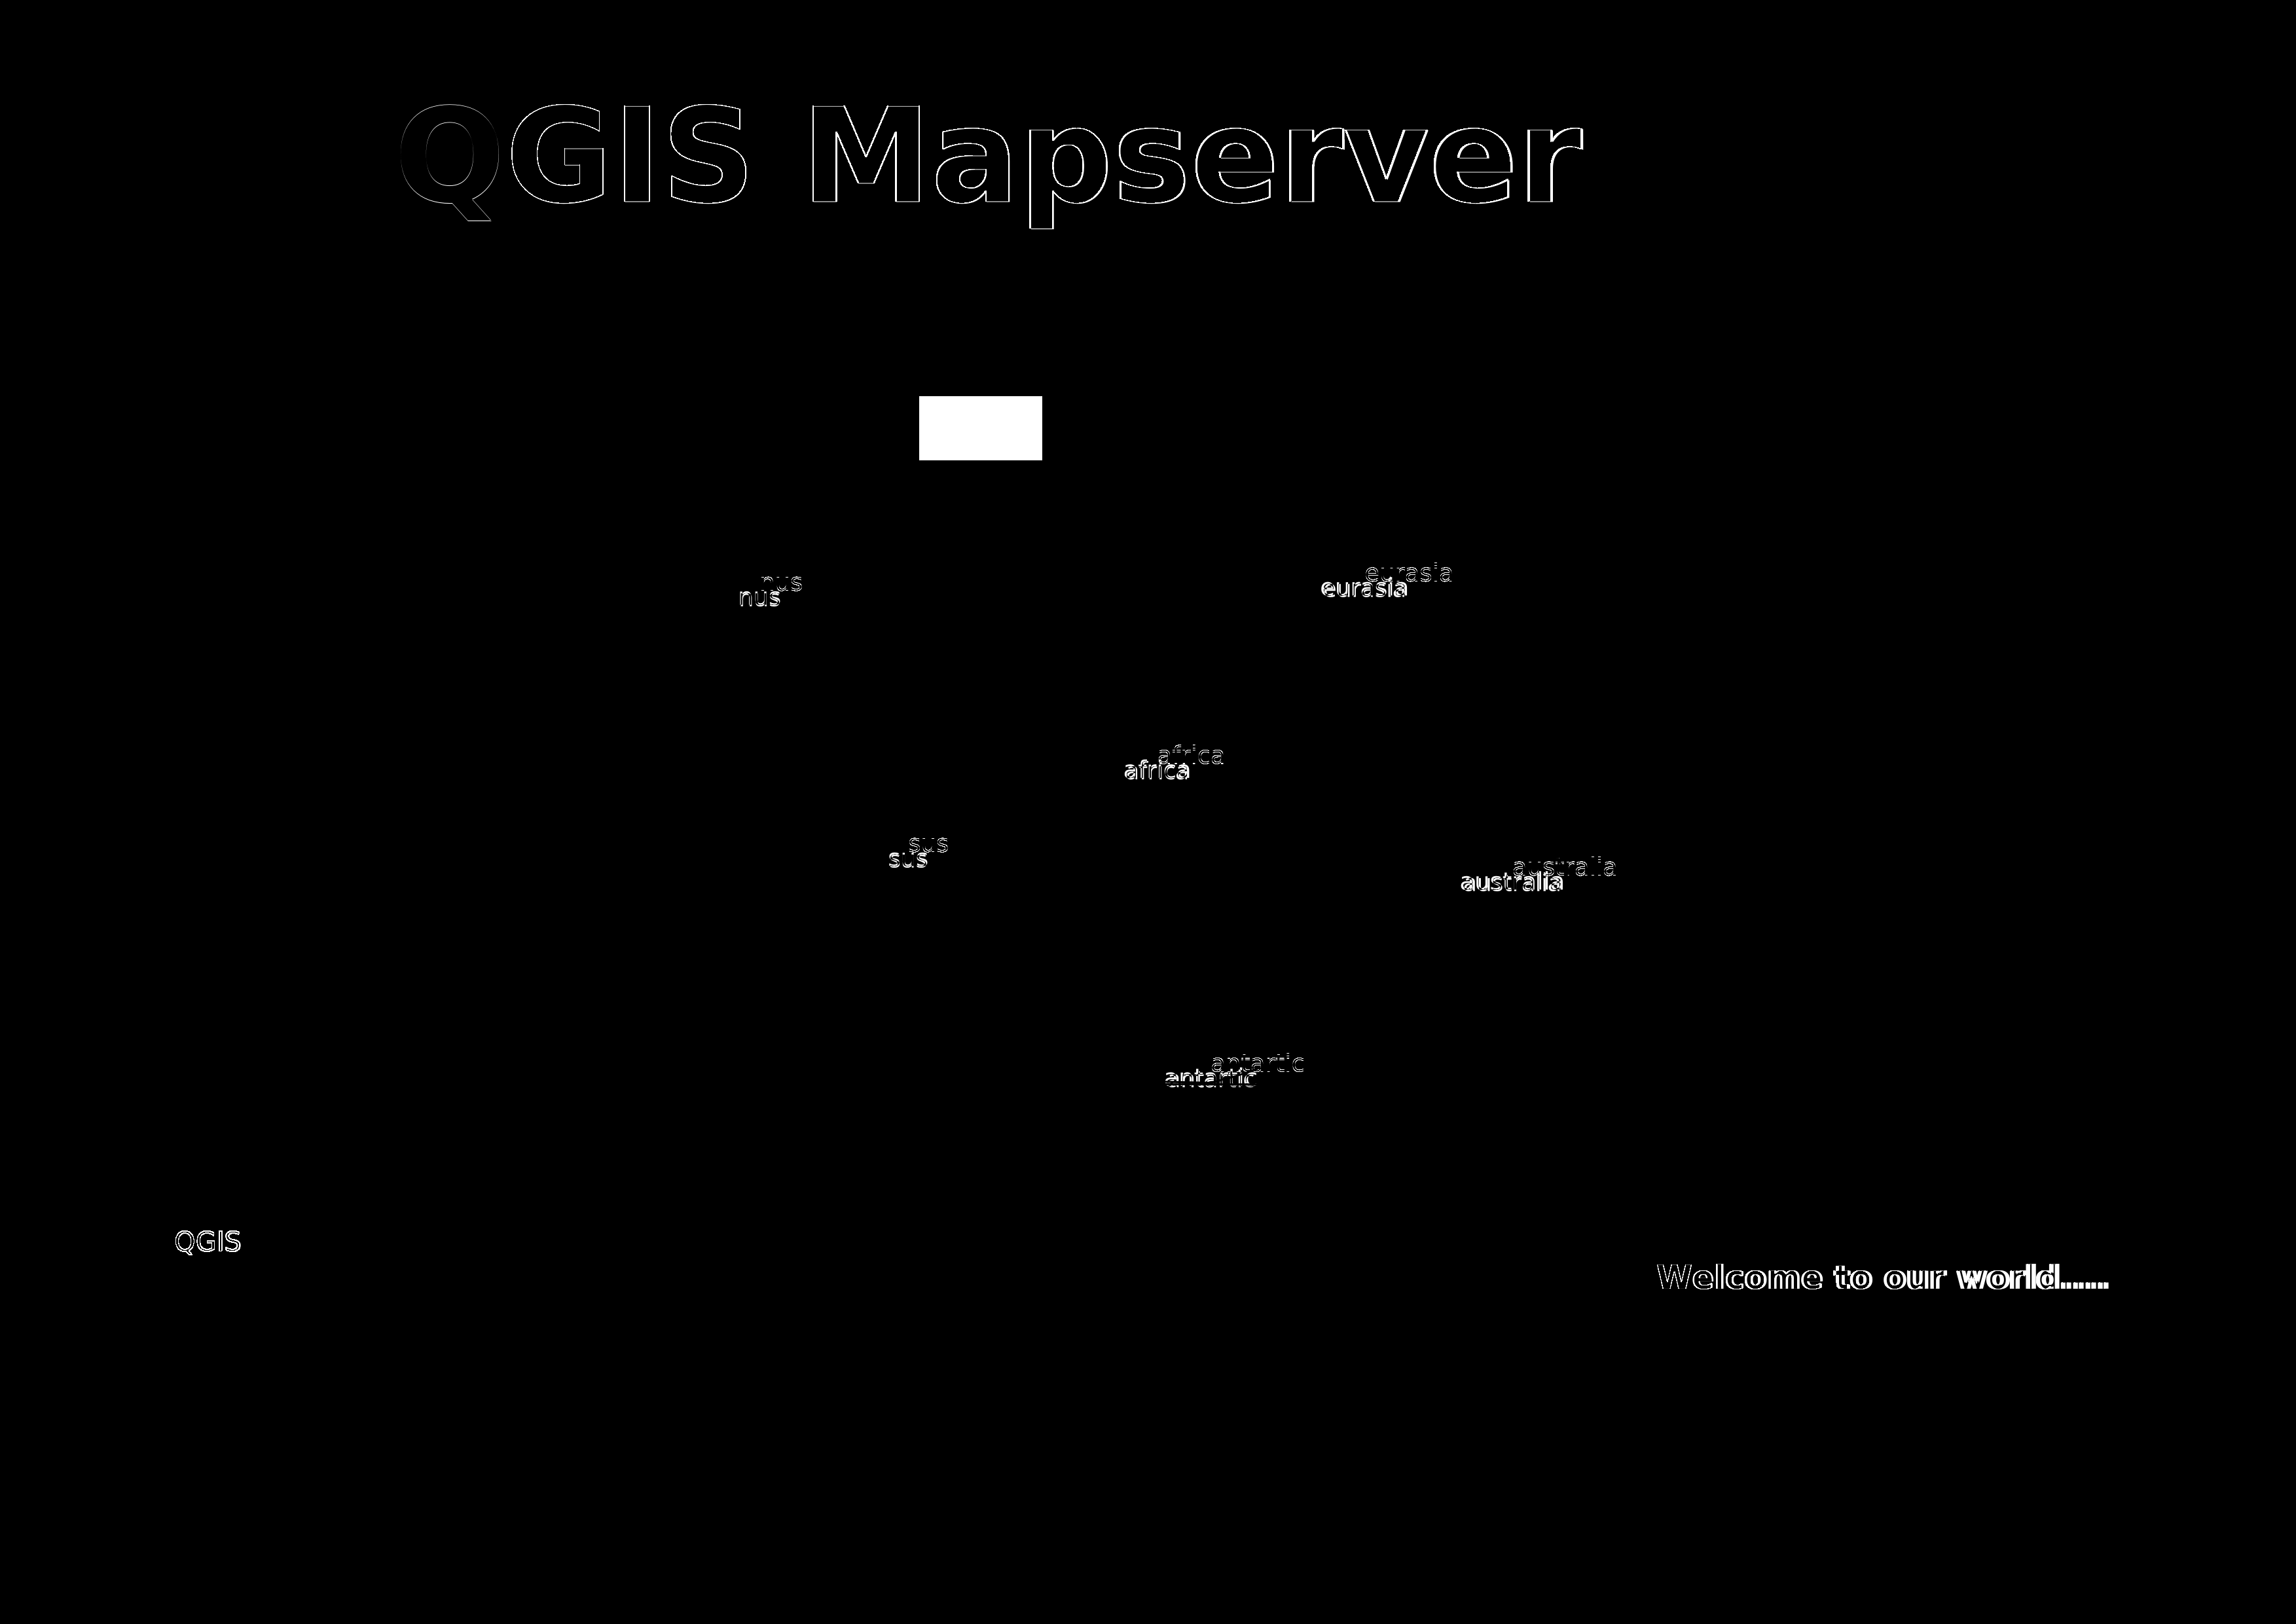 QGIS Mapserver
eurasia
nus
eurasia
nus
africa
africa
sus
sus
australia
australia
antartic
antartic
QGIS
Welcome to our world.......